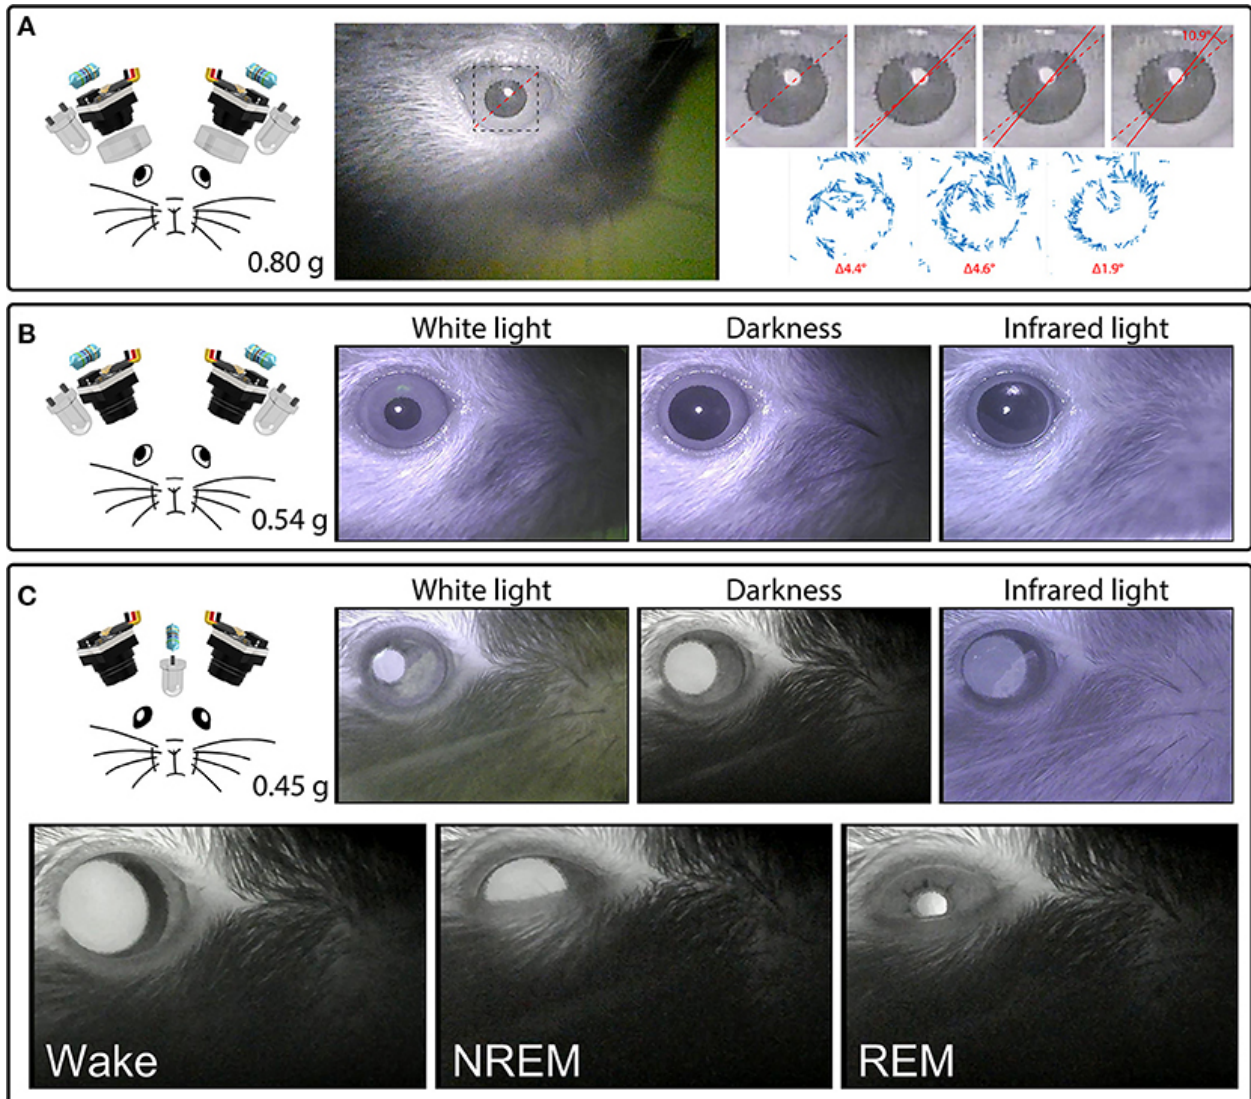 A
0.80 g
10.9°
Δ4.4°
Δ4.6°
Δ1.9°
B
White light
Darkness
Infrared light
0.54 g
C
White light
Darkness
Infrared light
0.45 g
Wake
NREM
REM